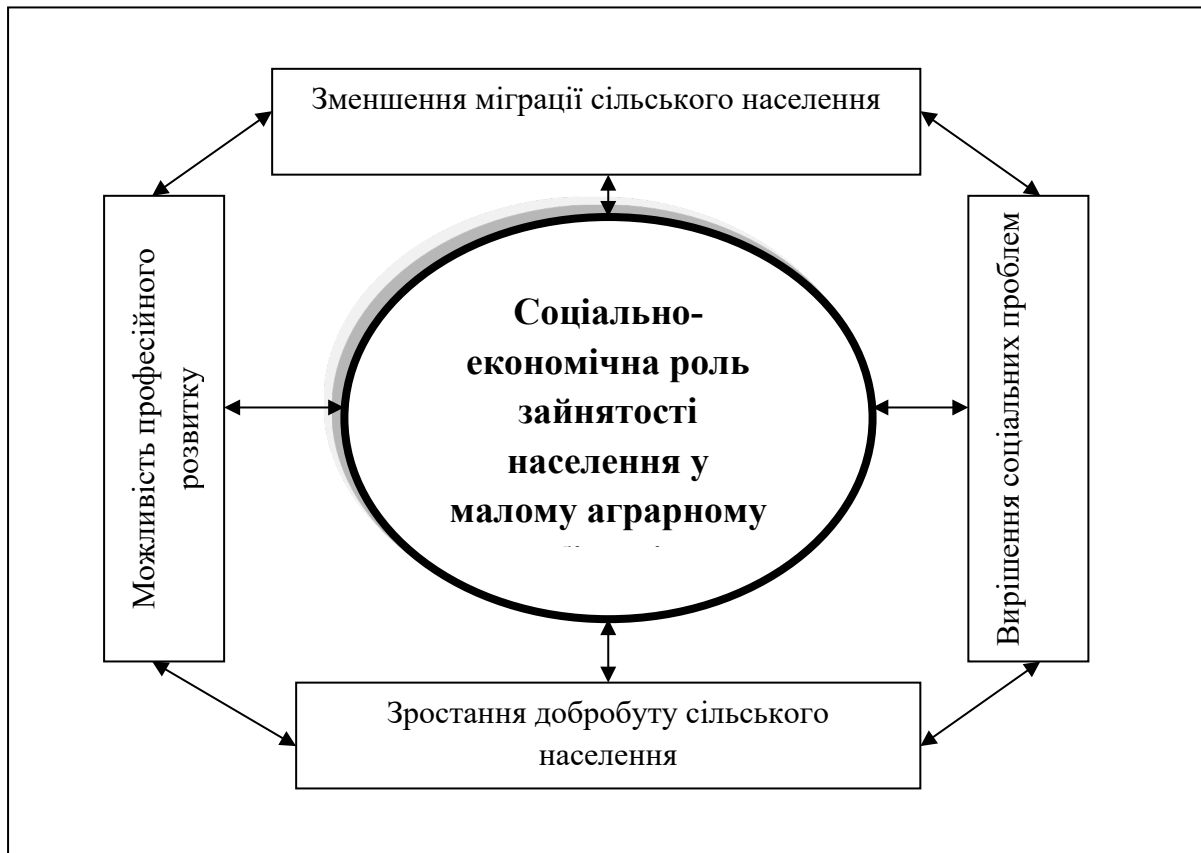 Зменшення міграції сільського населення
Можливість професійного
розвитку
Соціально-
економічна роль
зайнятості
населення у
малому аграрному
Вирішення соціальних проблем
Зростання добробуту сільського
населення